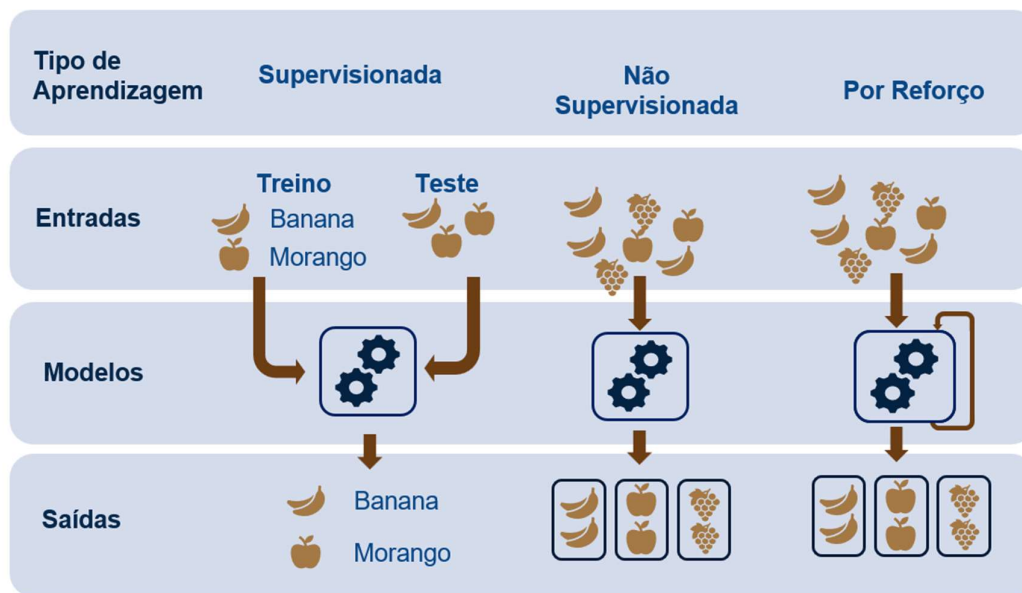 Tipo de
Aprendizagem
Supervisionada
Não
Supervisionada
Por Reforço
Entradas
Treino
Teste
Banana
Morango
Modelos
Saídas
Banana
Morango